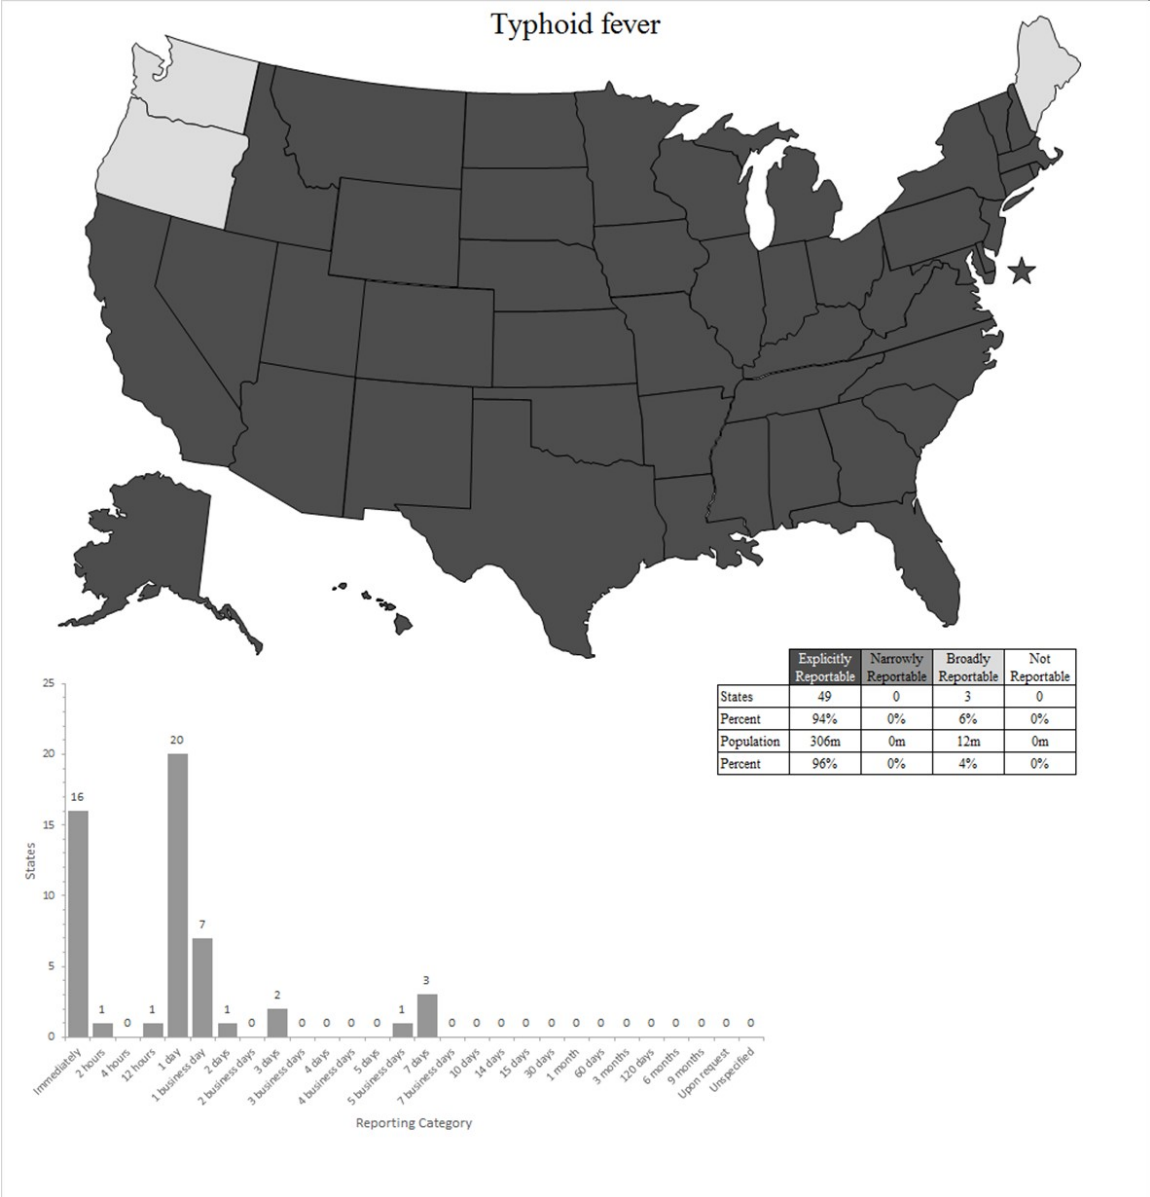 Typhoid fever
Explicitly Reportable Narrowly Reportable Broadly Reportable Not Reportable
States 49 0 3 0
Percent 94% 0% 6% 0%
Population 306m 0m 12m 0m
Percent 96% 0% 4% 0%
25
20
15
10
5
0
States
16
1
0
1
20
7
1
0
2
0
0
0
0
1
3
0
0
0
0
0
0
0
0
0
0
0
0
0
Immediately
2 hours
4 hours
12 hours
1 day
1 business day
2 days
2 business days
3 days
3 business days
4 days
4 business days
5 days
5 business days
7 days
7 business days
10 days
14 days
15 days
30 days
1 month
60 days
3 months
120 days
6 months
9 months
Upon request
Unspecified
Reporting Category